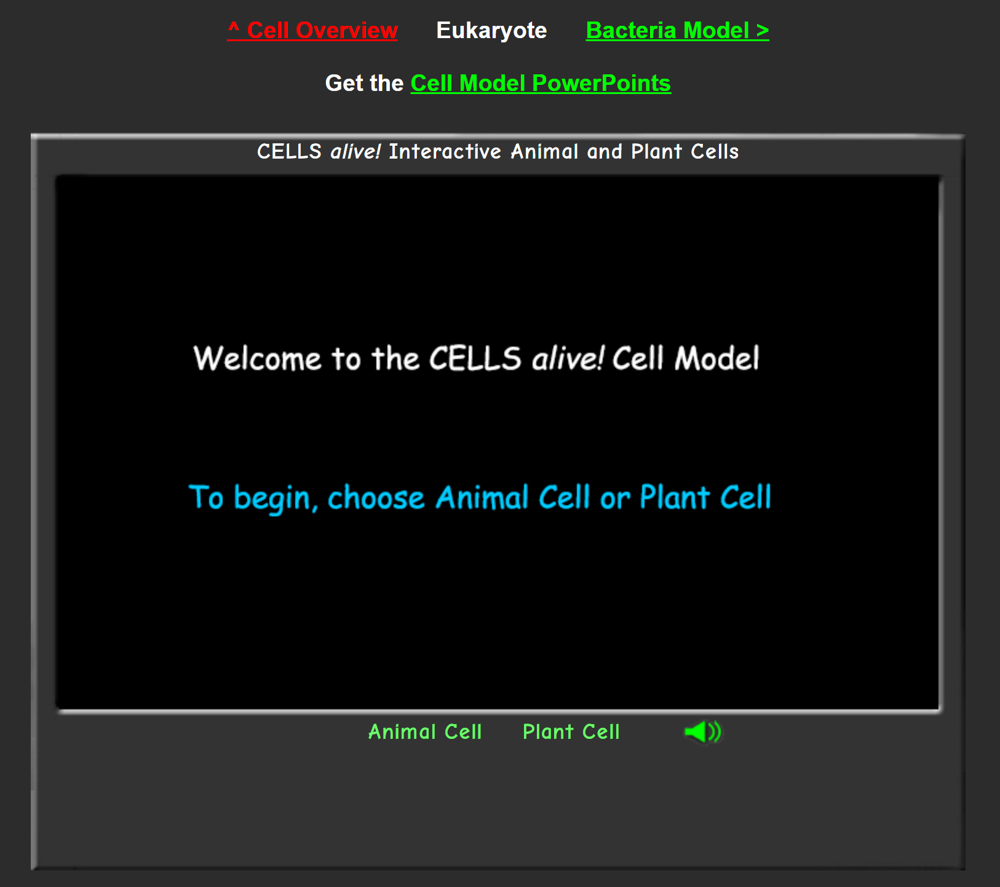 ^ Cell Overview Eukaryote Bacteria Model >
Get the Cell Model PowerPoints
CELLS alive! Interactive Animal and Plant Cells
Welcome to the CELLS alive! Cell Model
To begin, choose Animal Cell or Plant Cell
Animal Cell Plant Cell